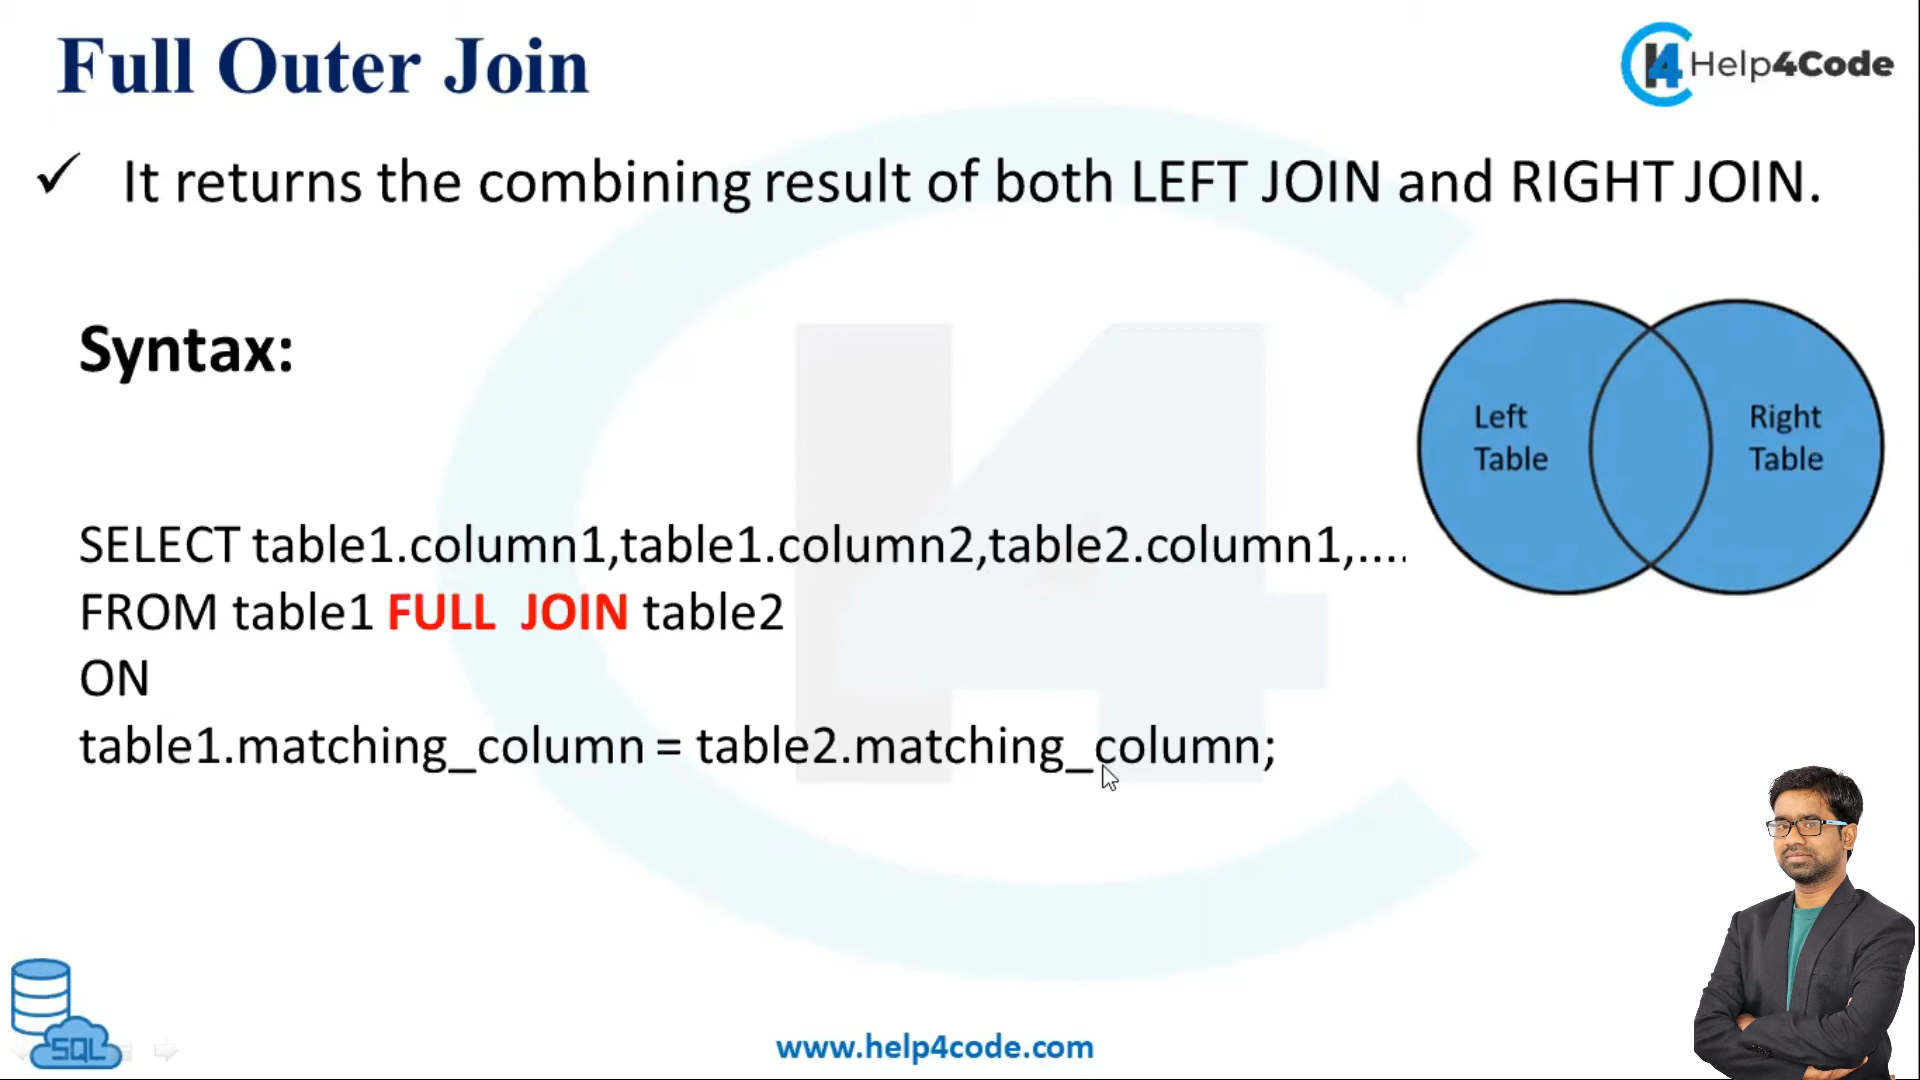 Full Outer Join
Help4Code
✓ It returns the combining result of both LEFT JOIN and RIGHT JOIN.
Syntax:
Left
Table
Right
Table
SELECT table1.column1,table1.column2,table2.column1,....
FROM table1 FULL JOIN table2
ON
table1.matching_column = table2.matching_column;
SQL
www.help4code.com